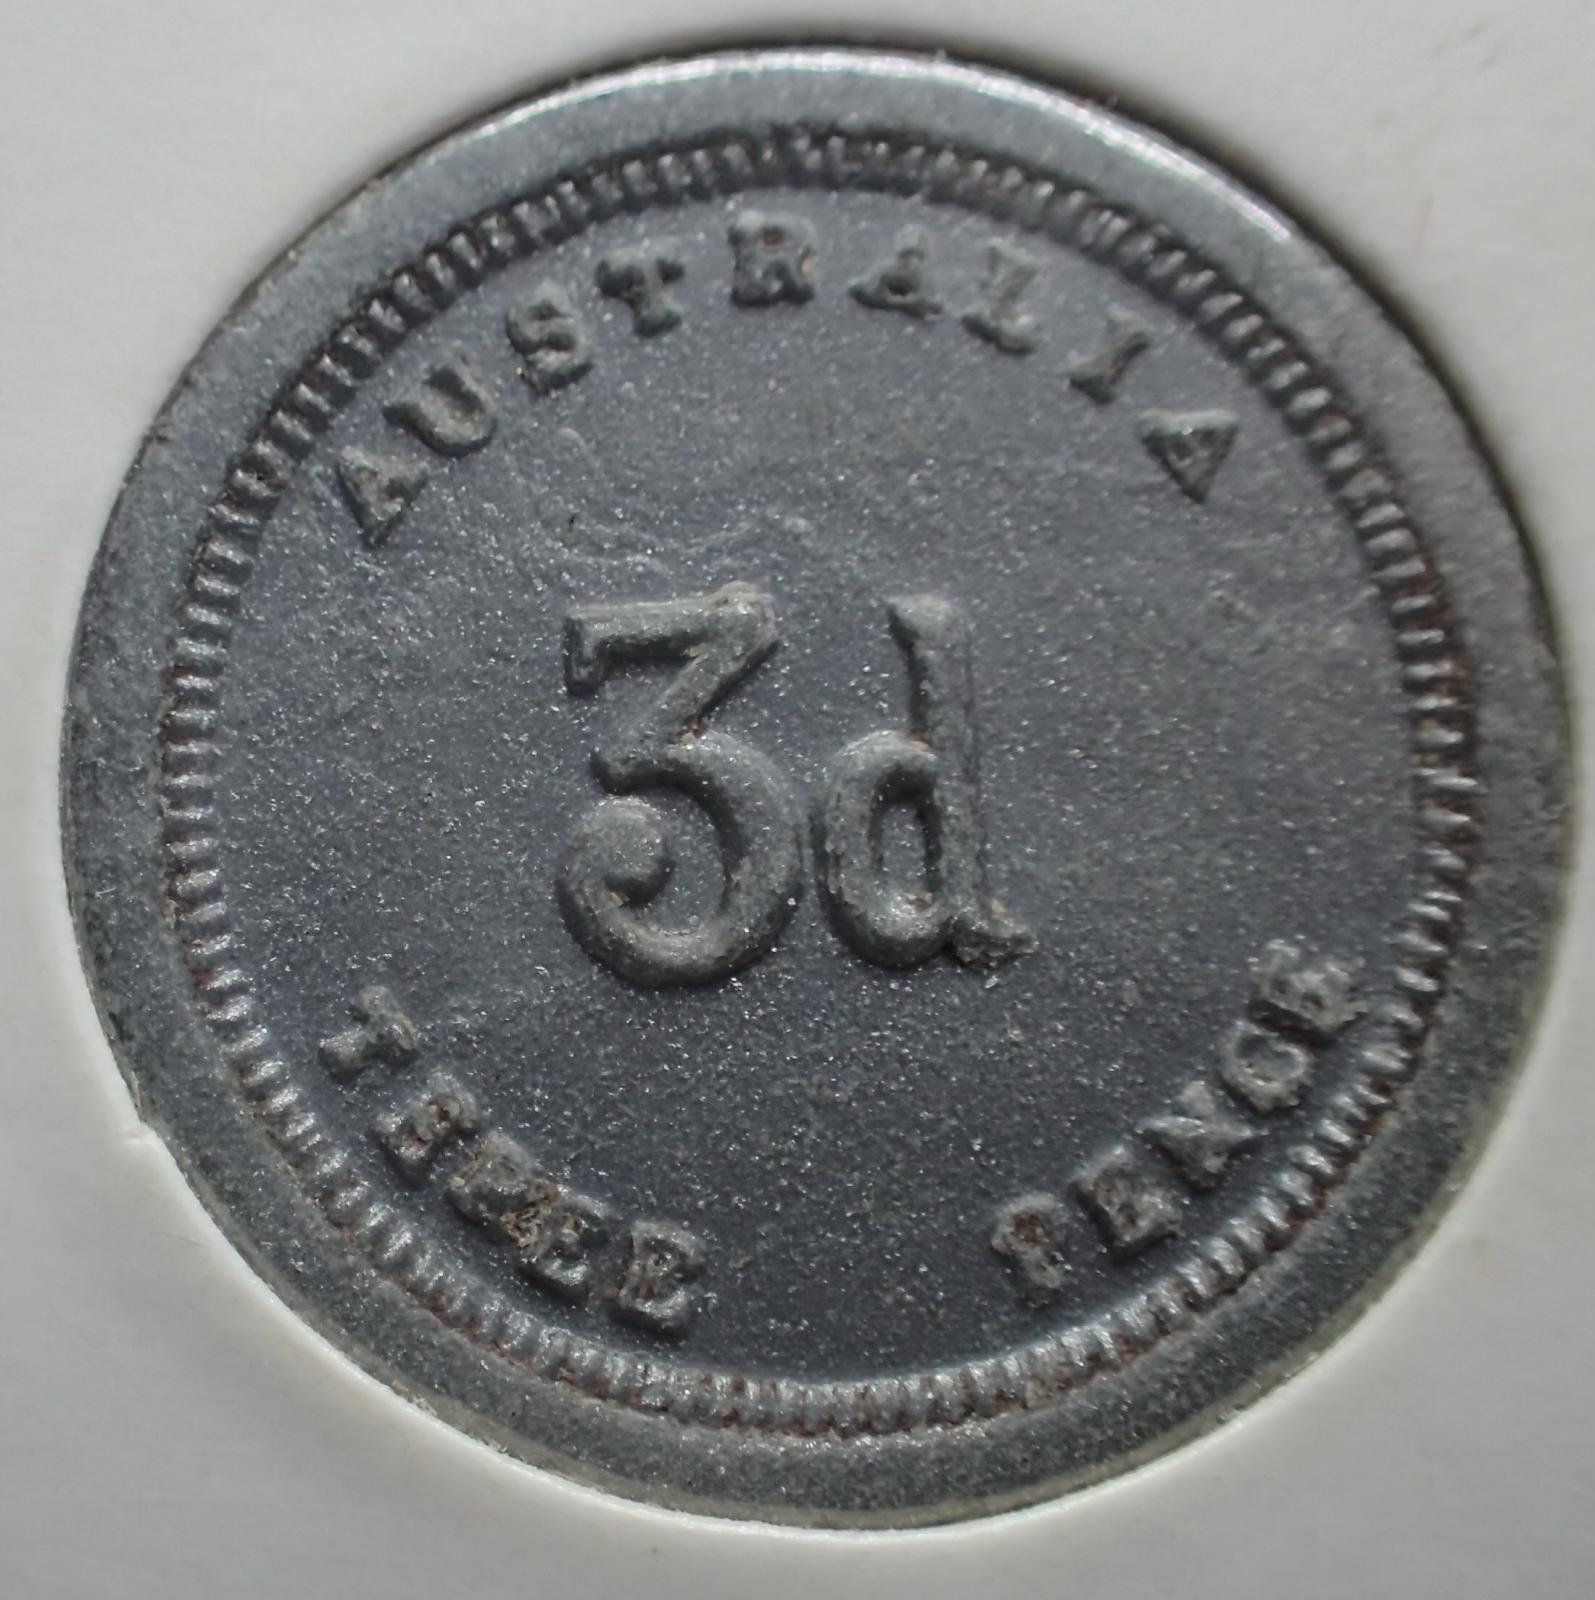 AUSTRALIA
3d
THREE PENCE